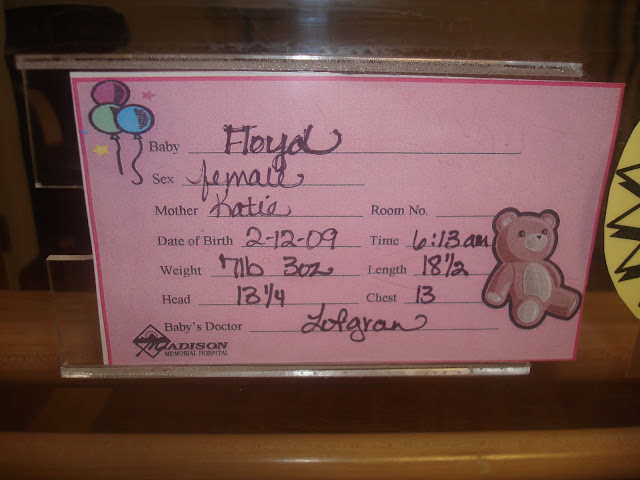 Baby Floyd
Sex female
Mother Katie Room No.
Date of Birth 2-12-09 Time 6:13 am
Weight 7lb 3oz Length 18 1/2
Head 13 1/4 Chest 13
Baby's Doctor Lofgran
MADISON
MEMORIAL HOSPITAL